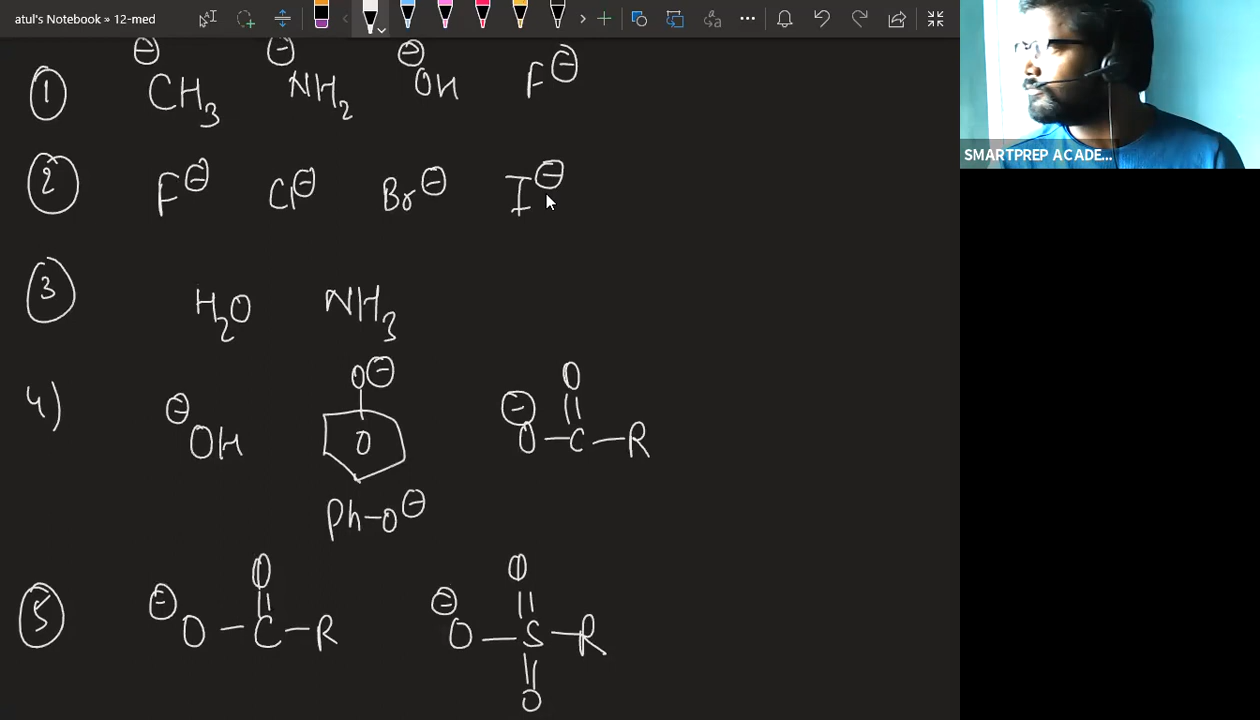 atul's Notebook » 12-med
① ⊖CH₃ ⊖NH₂ ⊖OH F⊖
SMARTPREP ACADE...
② F⊖ Cl⊖ Br⊖ I⊖
③ H₂O NH₃
4) ⊖OH O⊖ ⊖O-C(=O)-R
Ph-O⊖
⑤ ⊖O-C(=O)-R ⊖O-S(=O)(=O)-R